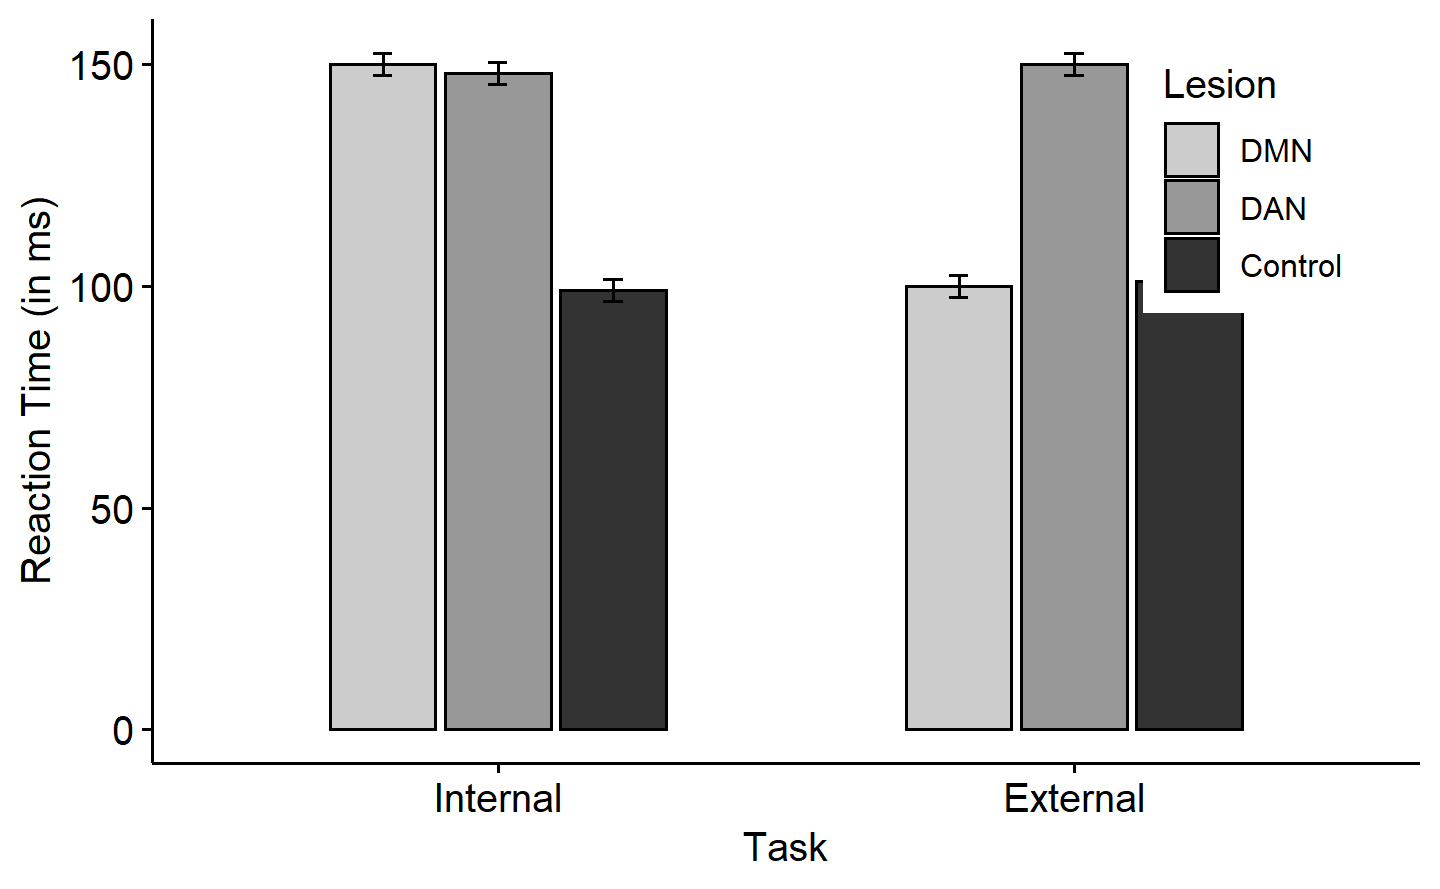 Reaction Time (in ms)
150
100
50
0
Lesion
DMN
DAN
Control
Internal
External
Task